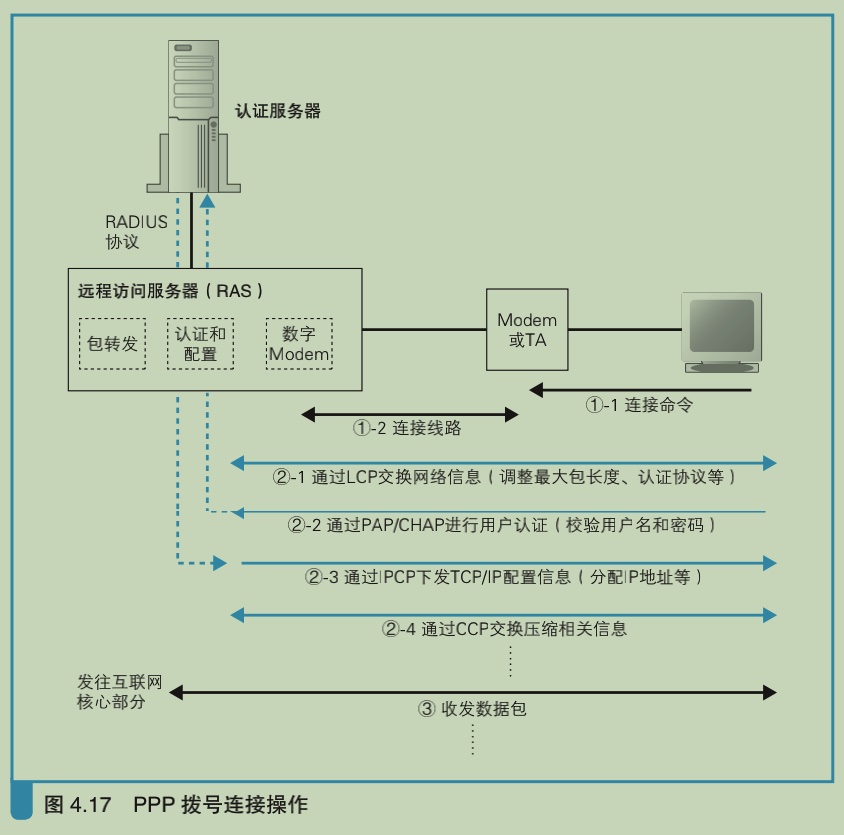 认证服务器
RADIUS
协议
远程访问服务器（RAS）
包转发
认证和
配置
数字
Modem
Modem
或TA
①-1 连接命令
①-2 连接线路
②-1 通过LCP交换网络信息（调整最大包长度、认证协议等）
②-2 通过PAP/CHAP进行用户认证（校验用户名和密码）
②-3 通过IPCP下发TCP/IP配置信息（分配IP地址等）
②-4 通过CCP交换压缩相关信息
发往互联网
核心部分
③ 收发数据包
图 4.17 PPP 拨号连接操作